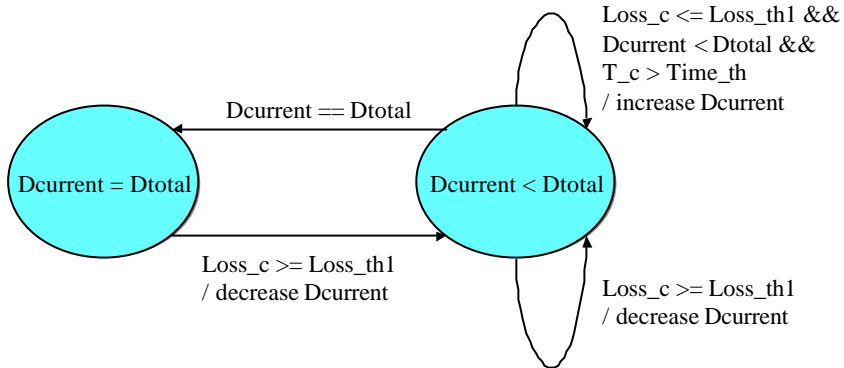 Loss_c <= Loss_th1 &&
Dcurrent < Dtotal &&
T_c > Time_th
/ increase Dcurrent
Dcurrent == Dtotal
Dcurrent = Dtotal
Dcurrent < Dtotal
Loss_c >= Loss_th1
/ decrease Dcurrent
Loss_c >= Loss_th1
/ decrease Dcurrent